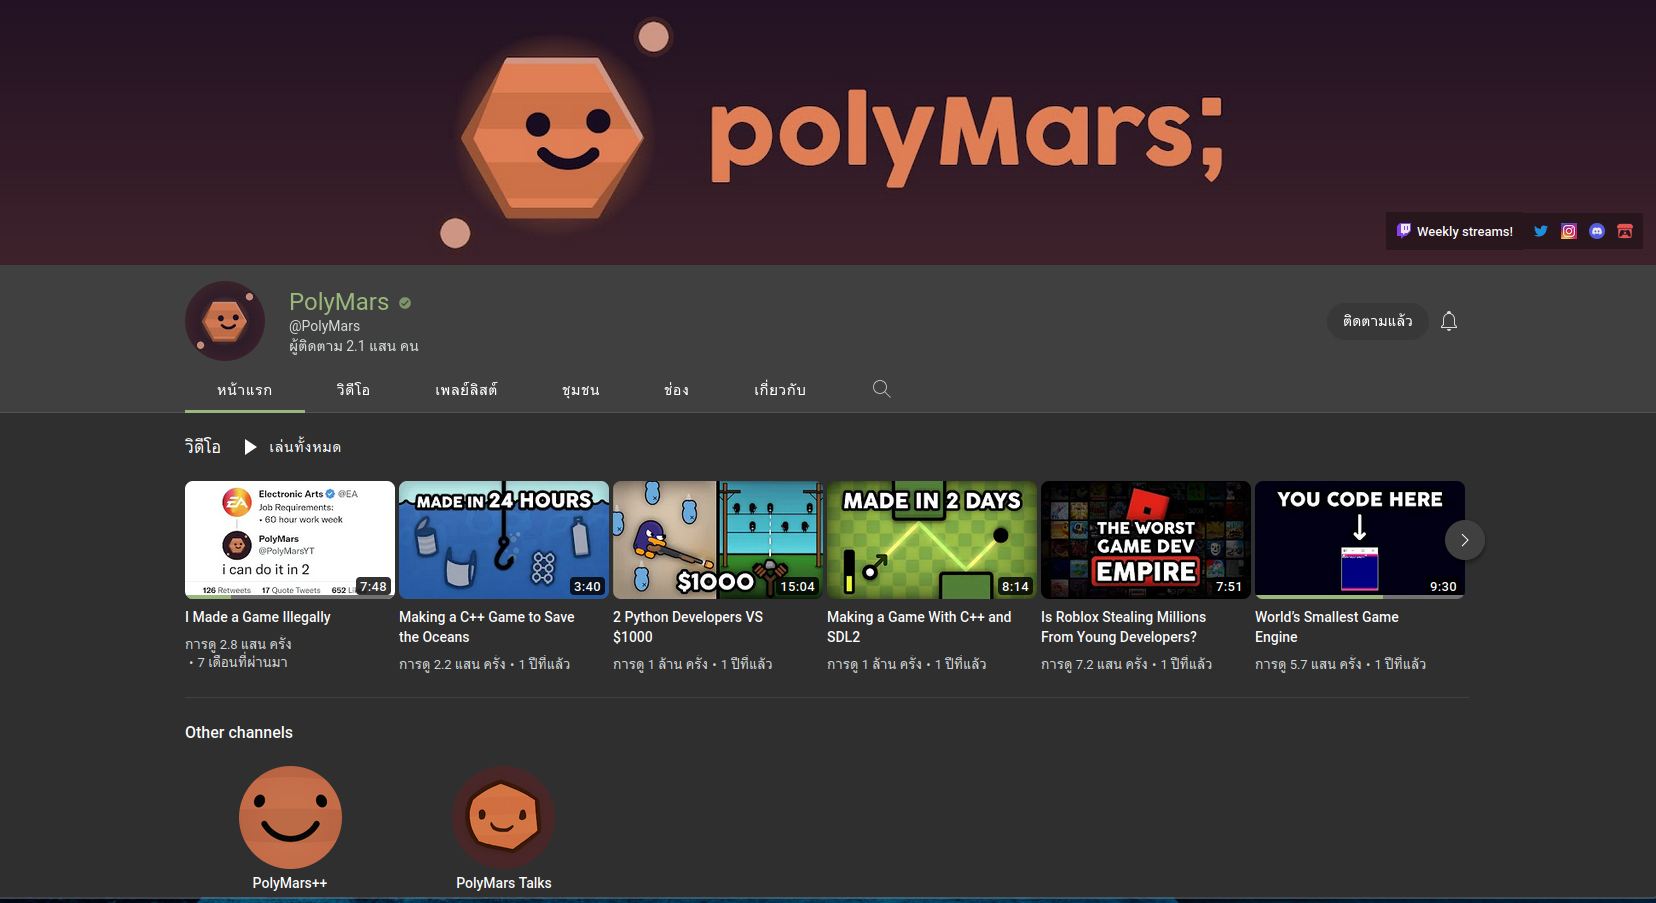 polyMars;
Weekly streams!
PolyMars
@PolyMars
ผู้ติดตาม 2.1 แสน คน
ติดตามแล้ว
หน้าแรก วิดีโอ เพลย์ลิสต์ ชุมชน ช่อง เกี่ยวกับ
วิดีโอ เล่นทั้งหมด
Electronic Arts @EA
Job Requirements:
• 60 hour work week
PolyMars
@PolyMarsYT
i can do it in 2
126 Retweets 17 Quote Tweets 652
7:48
MADE IN 24 HOURS
3:40
$1000
15:04
MADE IN 2 DAYS
8:14
THE WORST
GAME DEV
EMPIRE
7:51
YOU CODE HERE
9:30
I Made a Game Illegally
การดู 2.8 แสน ครั้ง
• 7 เดือนที่ผ่านมา
Making a C++ Game to Save
the Oceans
การดู 2.2 แสน ครั้ง • 1 ปีที่แล้ว
2 Python Developers VS
$1000
การดู 1 ล้าน ครั้ง • 1 ปีที่แล้ว
Making a Game With C++ and
SDL2
การดู 1 ล้าน ครั้ง • 1 ปีที่แล้ว
Is Roblox Stealing Millions
From Young Developers?
การดู 7.2 แสน ครั้ง • 1 ปีที่แล้ว
World’s Smallest Game
Engine
การดู 5.7 แสน ครั้ง • 1 ปีที่แล้ว
Other channels
PolyMars++
PolyMars Talks